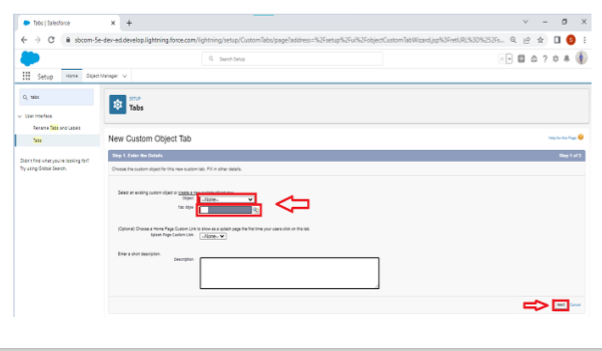 Tabs | Salesforce
sbcom-5e-dev-ed.develop.lightning.force.com/lightning/setup/CustomTabs/page?address=%2Fsetup%2Fui%2FcreateCustomObjectTabWizard.jsp%3FretURL%3D%252Fs...
Search Setup
Setup Home Object Manager
tabs
User Interface
Rename Tabs and Labels
Tabs
Didn't find what you're looking for?
Try using Global Search.
SETUP
Tabs
New Custom Object Tab
Help for this Page
Step 1. Enter the Details
Step 1 of 3
Choose the custom object for this new custom tab. Fill in other details.
Select an existing custom object or create a new custom object now.
Object --None--
Tab Style
(Optional) Choose a Home Page Custom Link to show as a splash page the first time your users click on this tab.
Splash Page Custom Link --None--
Enter a short description.
Description
Next Cancel